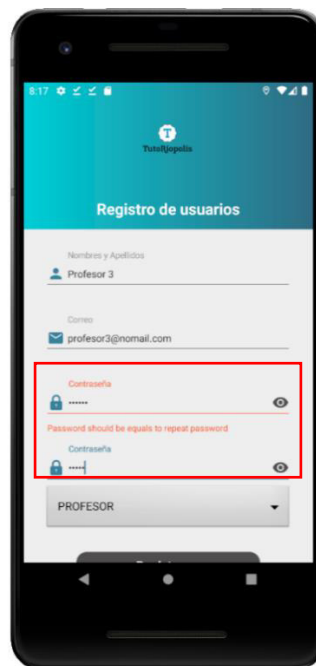 8:17
T
TutoRjopolis
Registro de usuarios
Nombres y Apellidos
Profesor 3
Correo
profesor3@nomail.com
Contraseña
······
Password should be equals to repeat password
Contraseña
·····
PROFESOR